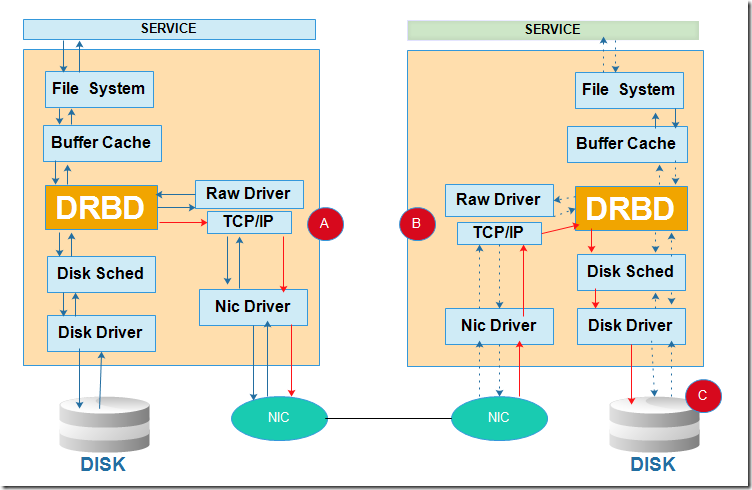 SERVICE
File System
Buffer Cache
DRBD
Raw Driver
TCP/IP
A
Disk Sched
Nic Driver
Disk Driver
NIC
DISK
SERVICE
File System
Buffer Cache
Raw Driver
DRBD
B
TCP/IP
Disk Sched
Nic Driver
Disk Driver
C
NIC
DISK